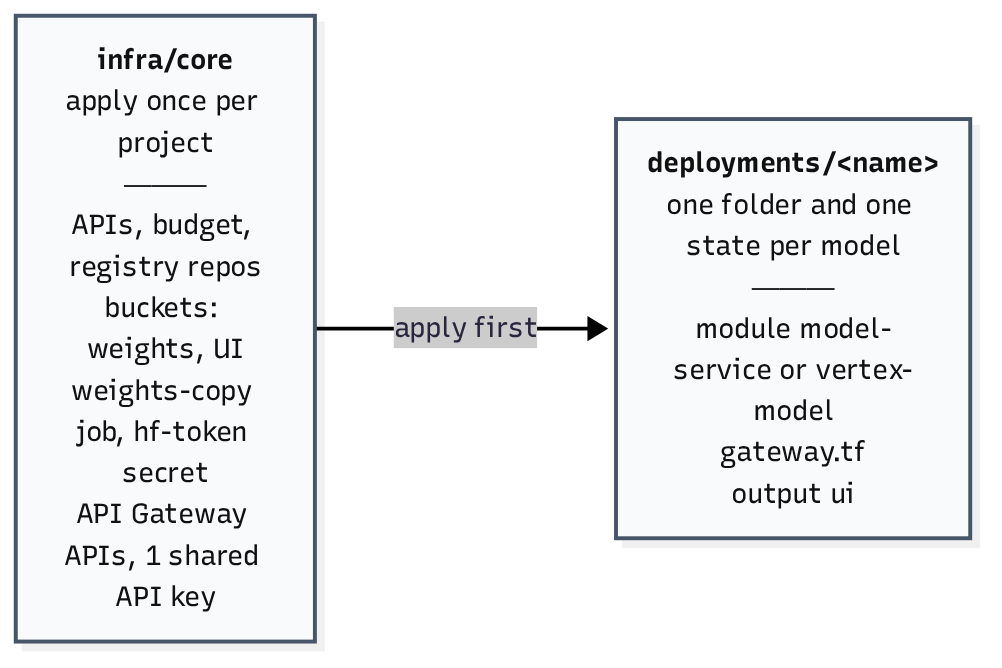 infra/core
apply once per
project
———
APIs, budget,
registry repos
buckets:
weights, UI
weights-copy
job, hf-token
secret
API Gateway
APIs, 1 shared
API key
apply first
deployments/<name>
one folder and one
state per model
———
module model-
service or vertex-
model
gateway.tf
output ui